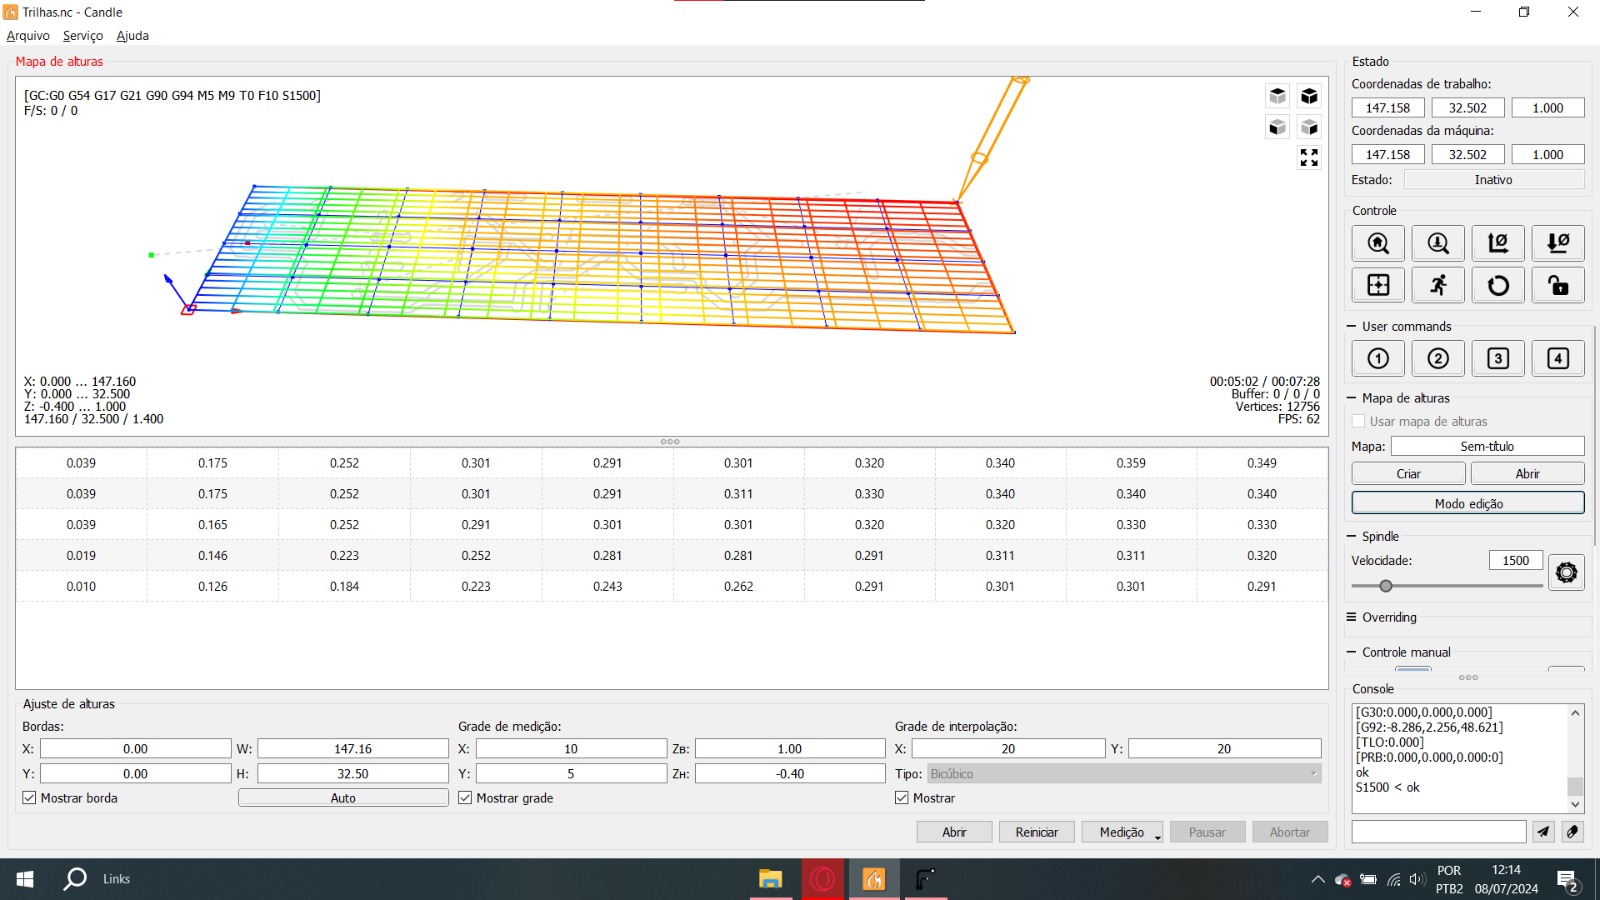 Trilhas.nc - Candle
Arquivo Serviço Ajuda
Mapa de alturas
[GC:G0 G54 G17 G21 G90 G94 M5 M9 T0 F10 S1500]
F/S: 0 / 0
X: 0.000 ... 147.160
Y: 0.000 ... 32.500
Z: -0.400 ... 1.000
147.160 / 32.500 / 1.400
00:05:02 / 00:07:28
Buffer: 0 / 0 / 0
Vertices: 12756
FPS: 62
0.039 0.175 0.252 0.301 0.291 0.301 0.320 0.340 0.359 0.349
0.039 0.175 0.252 0.301 0.291 0.311 0.330 0.340 0.340 0.340
0.039 0.165 0.252 0.291 0.301 0.301 0.320 0.320 0.330 0.330
0.019 0.146 0.223 0.252 0.281 0.281 0.291 0.311 0.311 0.320
0.010 0.126 0.184 0.223 0.243 0.262 0.291 0.301 0.301 0.291
Ajuste de alturas
Bordas: Grade de medição: Grade de interpolação:
X: 0.00 W: 147.16 X: 10 ZB: 1.00 X: 20 Y: 20
Y: 0.00 H: 32.50 Y: 5 ZH: -0.40 Tipo: Bicúbico
Mostrar borda Auto Mostrar grade Mostrar
Abrir Reiniciar Medição Pausar Abortar
Estado
Coordenadas de trabalho:
147.158 32.502 1.000
Coordenadas da máquina:
147.158 32.502 1.000
Estado: Inativo
Controle
User commands
1 2 3 4
Mapa de alturas
Usar mapa de alturas
Mapa: Sem-título
Criar Abrir
Modo edição
Spindle
Velocidade: 1500
Overriding
Controle manual
Console
[G30:0.000,0.000,0.000]
[G92:-8.286,2.256,48.621]
[TLO:0.000]
[PRB:0.000,0.000,0.000:0]
ok
S1500 < ok
Links
POR
PTB2
12:14
08/07/2024
2